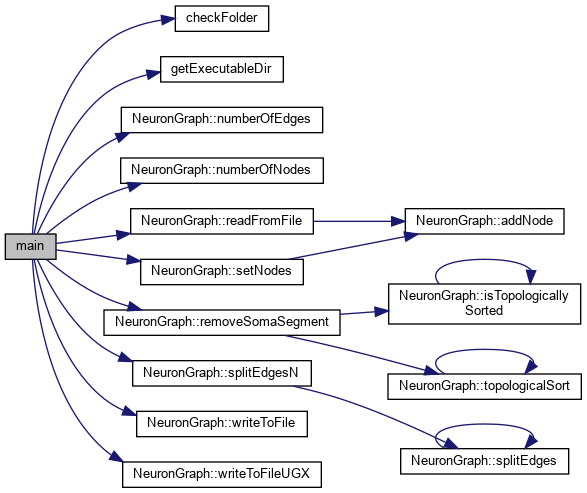 checkFolder
getExecutableDir
NeuronGraph::numberOfEdges
NeuronGraph::numberOfNodes
NeuronGraph::readFromFile
NeuronGraph::addNode
main
NeuronGraph::setNodes
NeuronGraph::isTopologically
Sorted
NeuronGraph::removeSomaSegment
NeuronGraph::splitEdgesN
NeuronGraph::topologicalSort
NeuronGraph::writeToFile
NeuronGraph::splitEdges
NeuronGraph::writeToFileUGX